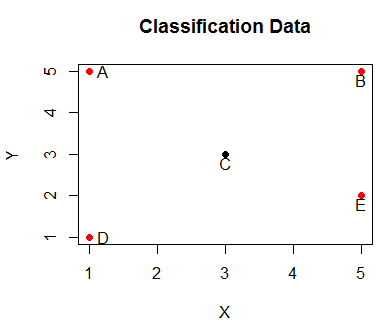 Classification Data
5 A B
4
Y 3 C
2 E
1 D
1 2 3 4 5
X